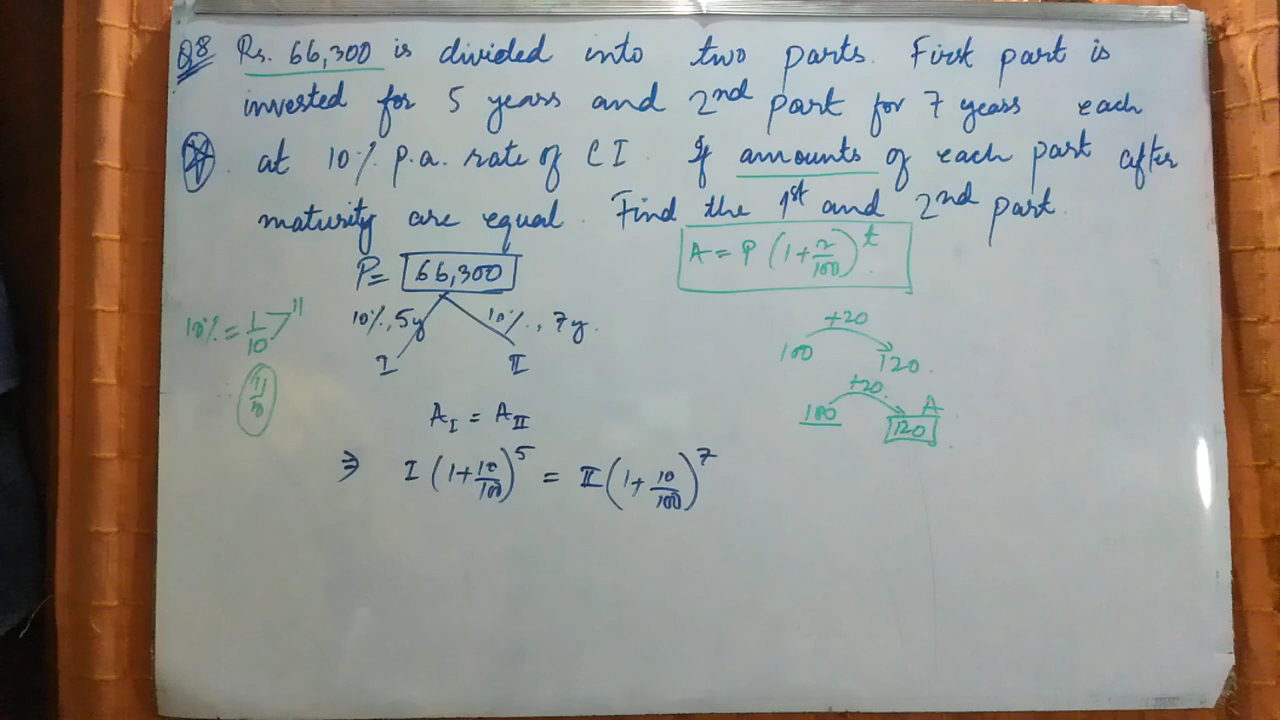 Q8 Rs. 66,300 is divided into two parts. First part is
invested for 5 years and 2nd part for 7 years each
at 10% p.a. rate of CI. If amounts of each part after
maturity are equal. Find the 1st and 2nd part.
A = P (1+r/100)^t
P= 66,300
10%, 5y 10%, 7y.
I II
10% = 1/10 11
11/10
+20
100 120
+20
100 120 A
A_I = A_II
⇒ I (1+10/100)^5 = II (1+10/100)^7